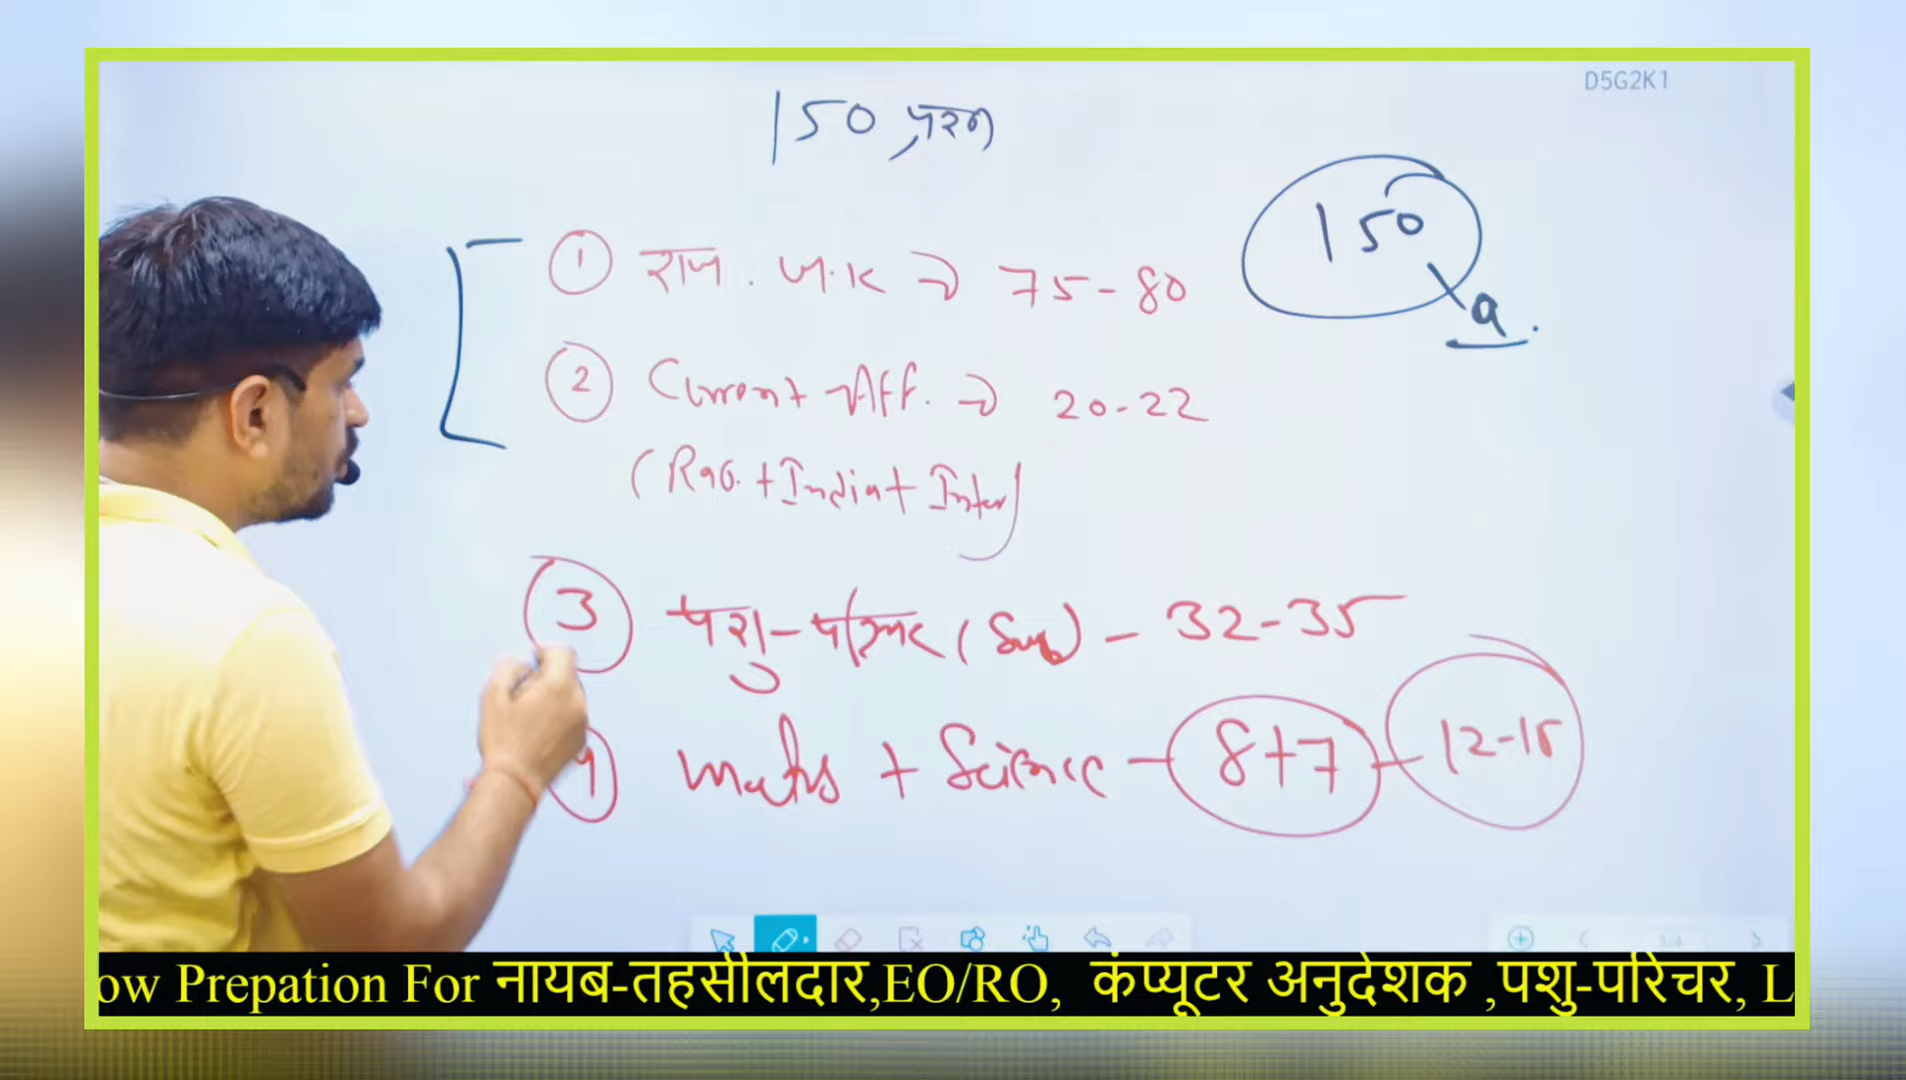 D5G2K1
150 प्रश्न
150
Q.
① राज. G.K → 75-80
② Current Aff. → 20-22
(Raj. + India + Inter)
③ पशु-परिचर (Sub) - 32-35
④ maths + Science - 8+7 - 12-15
ow Prepation For नायब-तहसीलदार,EO/RO, कंप्यूटर अनुदेशक ,पशु-परिचर, L